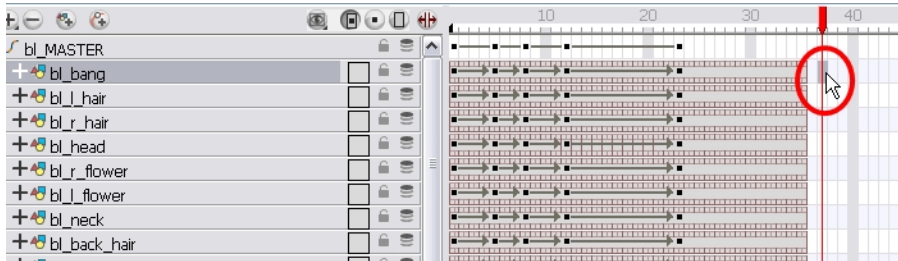 10 20 30 40
bl_MASTER
bl_bang
bl_l_hair
bl_r_hair
bl_head
bl_r_flower
bl_l_flower
bl_neck
bl_back_hair